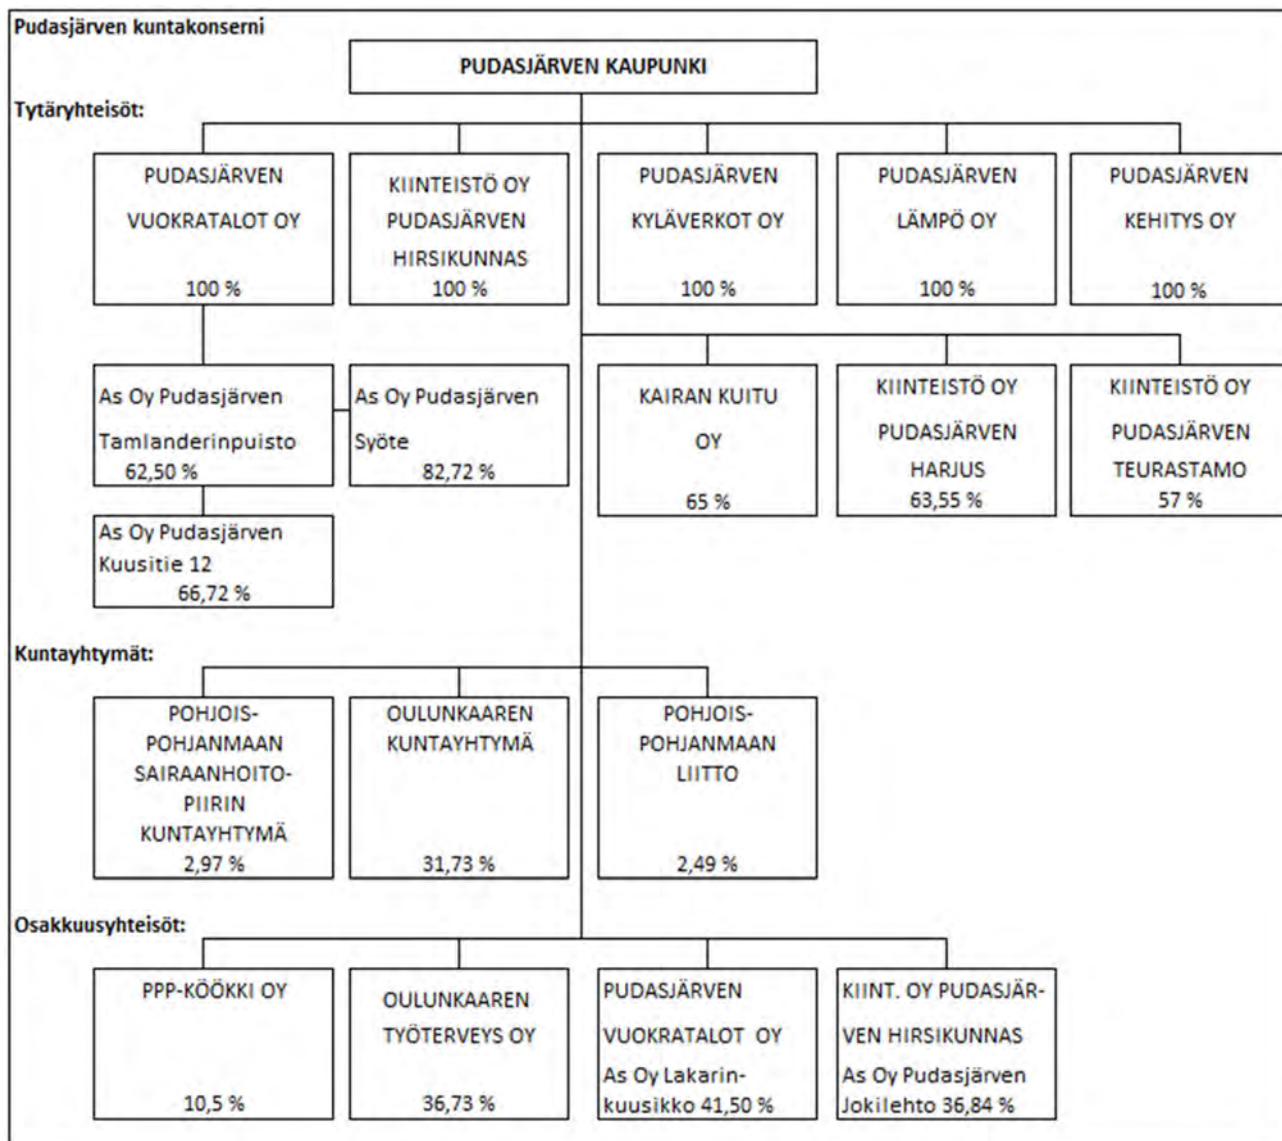 Pudasjärven kuntakonserni
PUDASJÄRVEN KAUPUNKI
Tytäryhteisöt:
PUDASJÄRVEN
VUOKRATALOT OY
100 %
KIINTEISTÖ OY
PUDASJÄRVEN
HIRSIKUNNAS
100 %
PUDASJÄRVEN
KYLÄVERKOT OY
100 %
PUDASJÄRVEN
LÄMPÖ OY
100 %
PUDASJÄRVEN
KEHITYS OY
100 %
As Oy Pudasjärven
Tamlanderinpuisto
62,50 %
As Oy Pudasjärven
Syöte
82,72 %
KAIRAN KUITU
OY
65 %
KIINTEISTÖ OY
PUDASJÄRVEN
HARJUS
63,55 %
KIINTEISTÖ OY
PUDASJÄRVEN
TEURASTAMO
57 %
As Oy Pudasjärven
Kuusitie 12
66,72 %
Kuntayhtymät:
POHJOIS-
POHJANMAAN
SAIRAANHOITO-
PIIRIN
KUNTAYHTYMÄ
2,97 %
OULUNKAAREN
KUNTAYHTYMÄ
31,73 %
POHJOIS-
POHJANMAAN
LIITTO
2,49 %
Osakkuusyhteisöt:
PPP-KÖÖKKI OY
10,5 %
OULUNKAAREN
TYÖTERVEYS OY
36,73 %
PUDASJÄRVEN
VUOKRATALOT OY
As Oy Lakarin-
kuusikko 41,50 %
KIINT. OY PUDASJÄR-
VEN HIRSIKUNNAS
As Oy Pudasjärven
Jokilehto 36,84 %